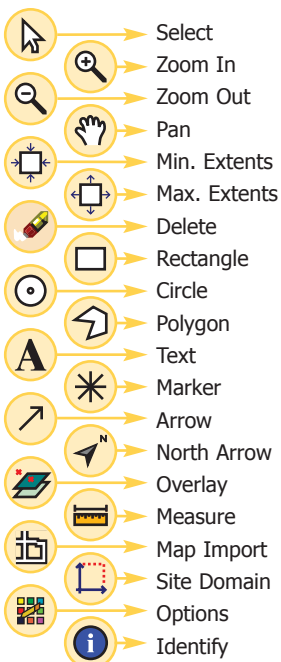 Select
Zoom In
Zoom Out
Pan
Min. Extents
Max. Extents
Delete
Rectangle
Circle
Polygon
A
Text
Marker
Arrow
N
North Arrow
Overlay
Measure
Map Import
Site Domain
Options
i
Identify